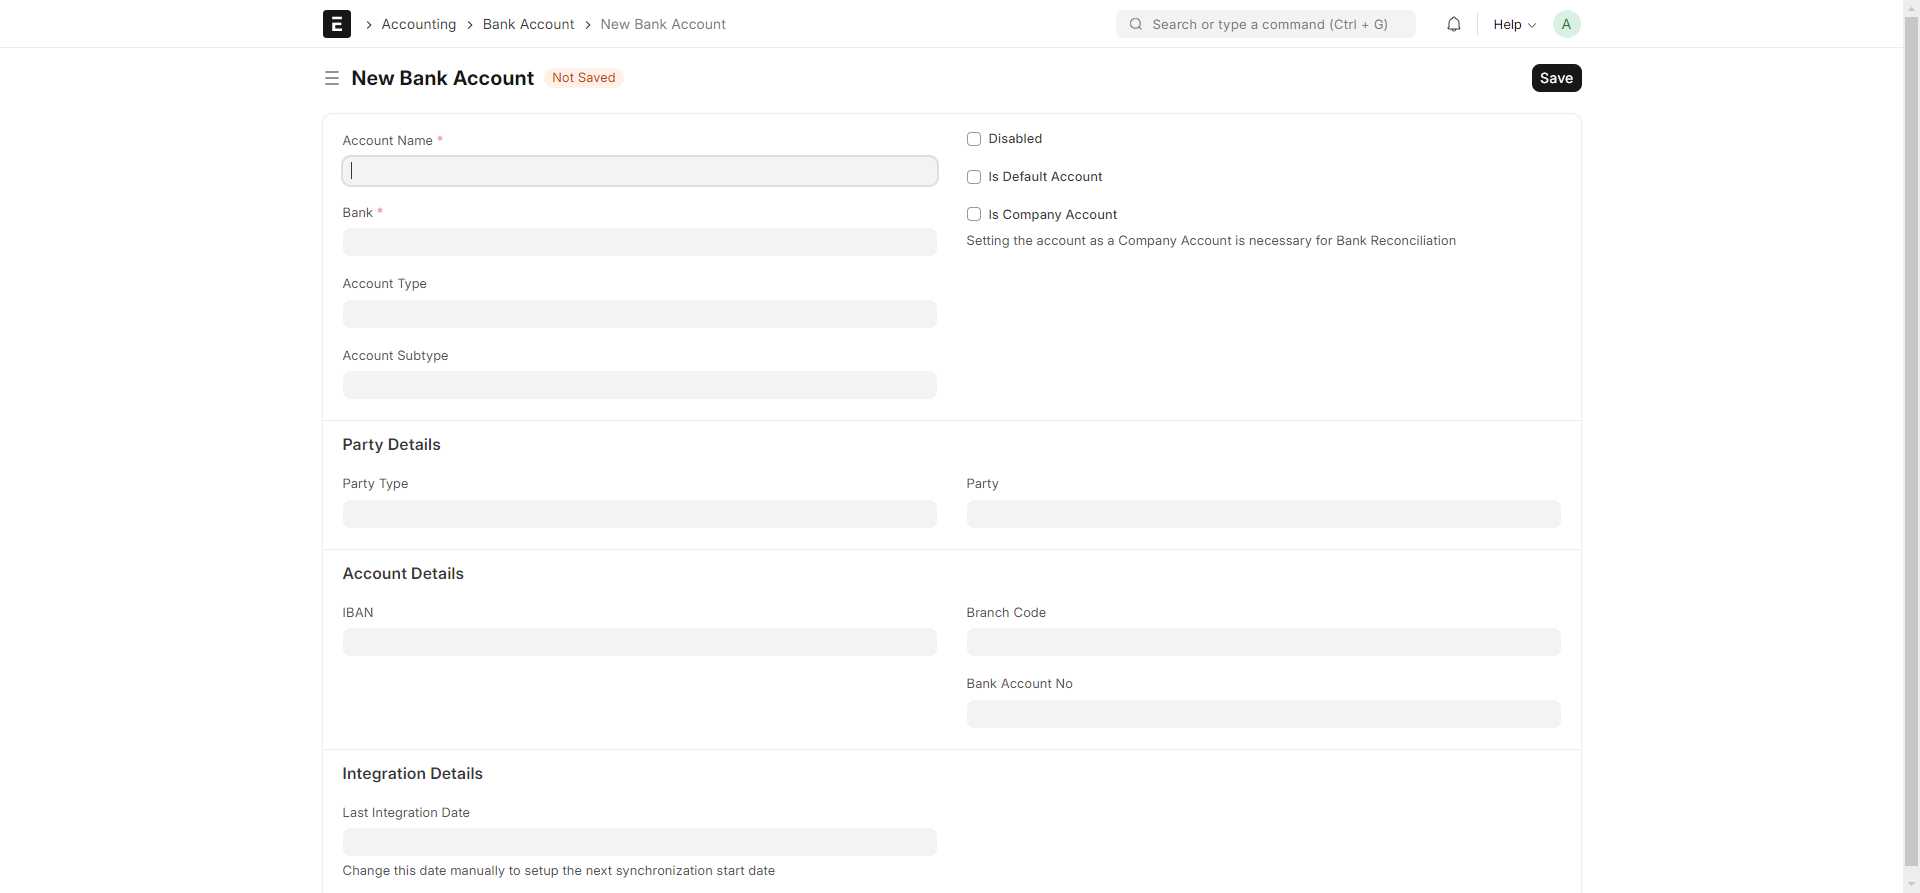 Accounting > Bank Account > New Bank Account
Search or type a command (Ctrl + G)
Help
A
New Bank Account
Not Saved
Save
Account Name *
Bank *
Account Type
Account Subtype
Disabled
Is Default Account
Is Company Account
Setting the account as a Company Account is necessary for Bank Reconciliation
Party Details
Party Type
Party
Account Details
IBAN
Branch Code
Bank Account No
Integration Details
Last Integration Date
Change this date manually to setup the next synchronization start date